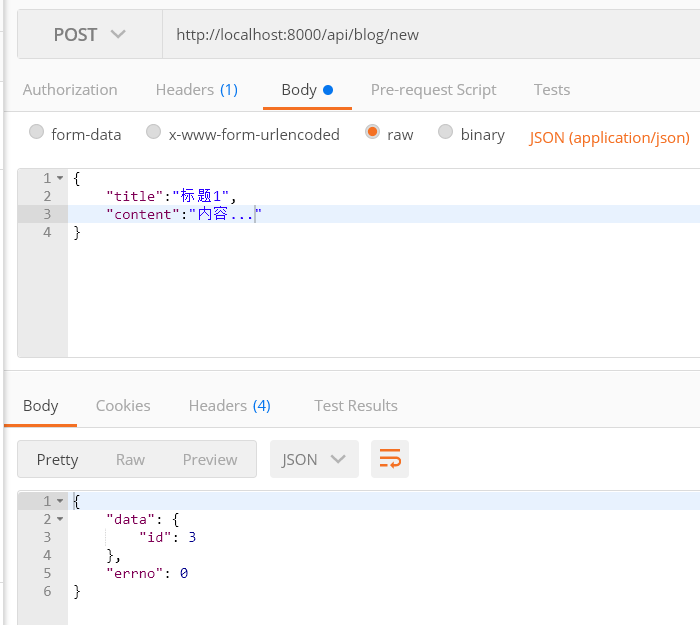 POST http://localhost:8000/api/blog/new
Authorization Headers (1) Body Pre-request Script Tests
form-data x-www-form-urlencoded raw binary JSON (application/json)
1 {
2 "title":"标题1",
3 "content":"内容..."
4 }
Body Cookies Headers (4) Test Results
Pretty Raw Preview JSON
1 {
2 "data": {
3 "id": 3
4 },
5 "errno": 0
6 }